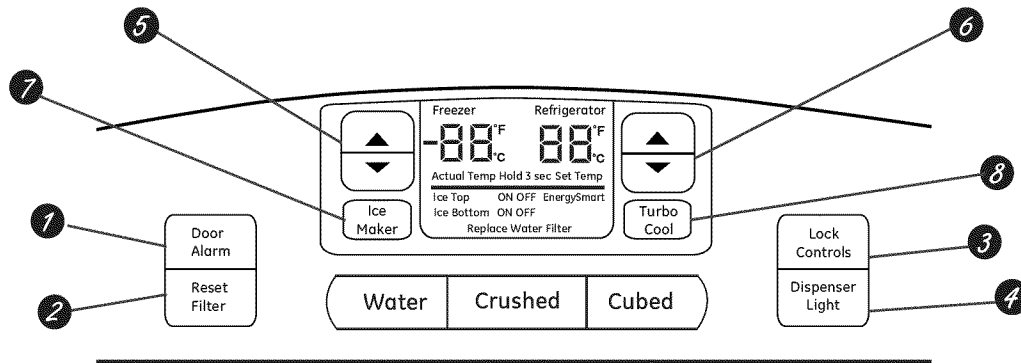 5
6
7
Freezer Refrigerator
-88°F °C 88°F °C
Actual Temp Hold 3 sec Set Temp
Ice Top ON OFF EnergySmart
Ice Bottom ON OFF
Replace Water Filter
Ice
Maker
8
Turbo
Cool
1
Door
Alarm
2
Reset
Filter
Water Crushed Cubed
Lock
Controls
3
Dispenser
Light
4